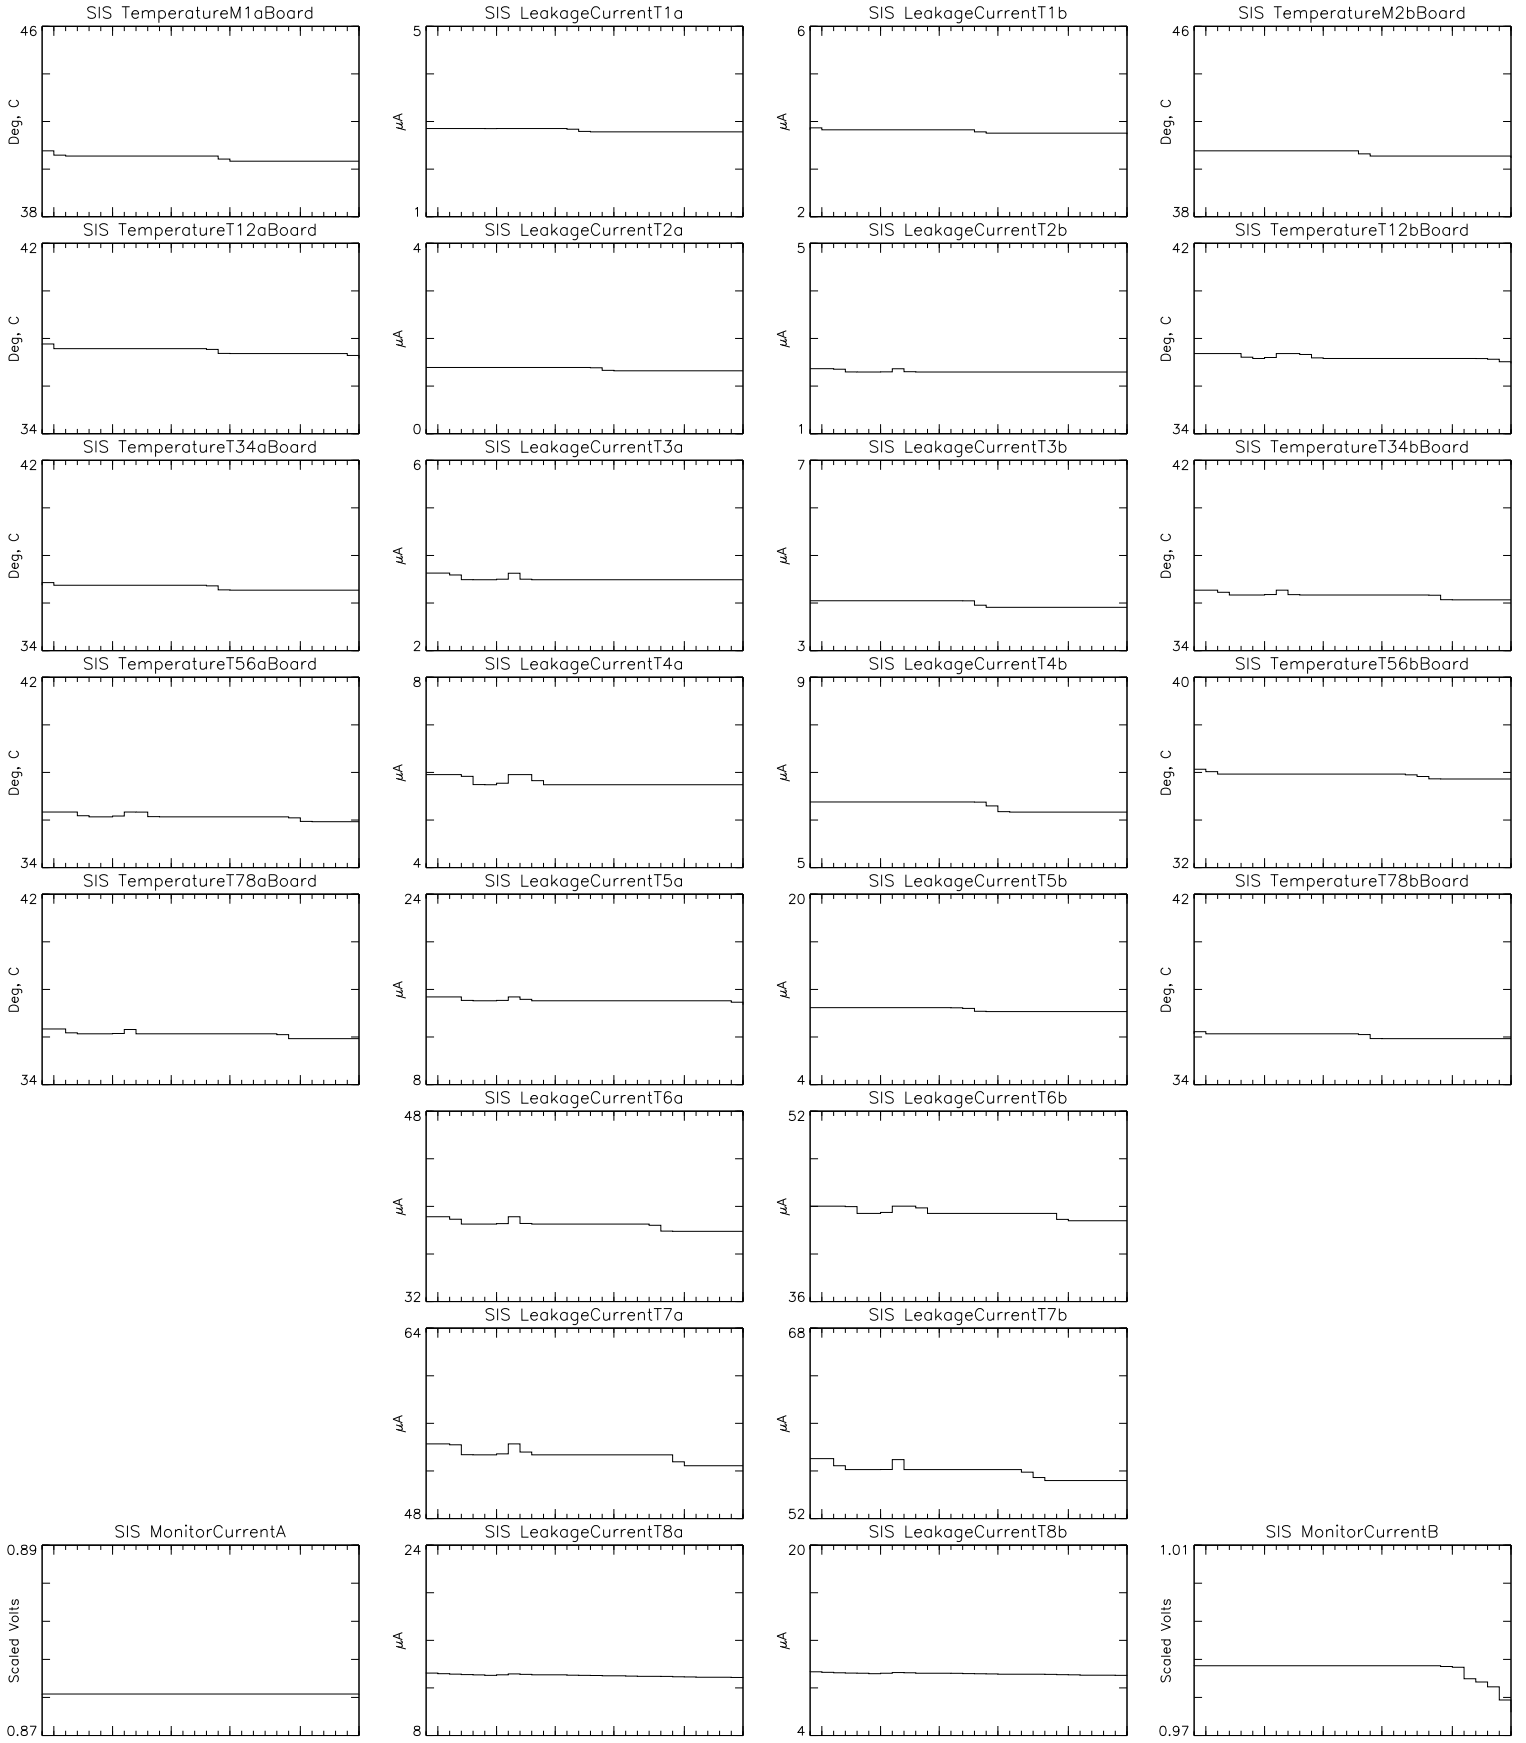 SIS TemperatureM1aBoard
46
Deg, C
38
SIS LeakageCurrentT1a
5
μA
1
SIS LeakageCurrentT1b
6
μA
2
SIS TemperatureM2bBoard
46
Deg, C
38
SIS TemperatureT12aBoard
42
Deg, C
34
SIS LeakageCurrentT2a
4
μA
0
SIS LeakageCurrentT2b
5
μA
1
SIS TemperatureT12bBoard
42
Deg, C
34
SIS TemperatureT34aBoard
42
Deg, C
34
SIS LeakageCurrentT3a
6
μA
2
SIS LeakageCurrentT3b
7
μA
3
SIS TemperatureT34bBoard
42
Deg, C
34
SIS TemperatureT56aBoard
42
Deg, C
34
SIS LeakageCurrentT4a
8
μA
4
SIS LeakageCurrentT4b
9
μA
5
SIS TemperatureT56bBoard
40
Deg, C
32
SIS TemperatureT78aBoard
42
Deg, C
34
SIS LeakageCurrentT5a
24
μA
8
SIS LeakageCurrentT5b
20
μA
4
SIS TemperatureT78bBoard
42
Deg, C
34
SIS LeakageCurrentT6a
48
μA
32
SIS LeakageCurrentT6b
52
μA
36
SIS LeakageCurrentT7a
64
μA
48
SIS LeakageCurrentT7b
68
μA
52
SIS MonitorCurrentA
0.89
Scaled Volts
0.87
SIS LeakageCurrentT8a
24
μA
8
SIS LeakageCurrentT8b
20
μA
4
SIS MonitorCurrentB
1.01
Scaled Volts
0.97